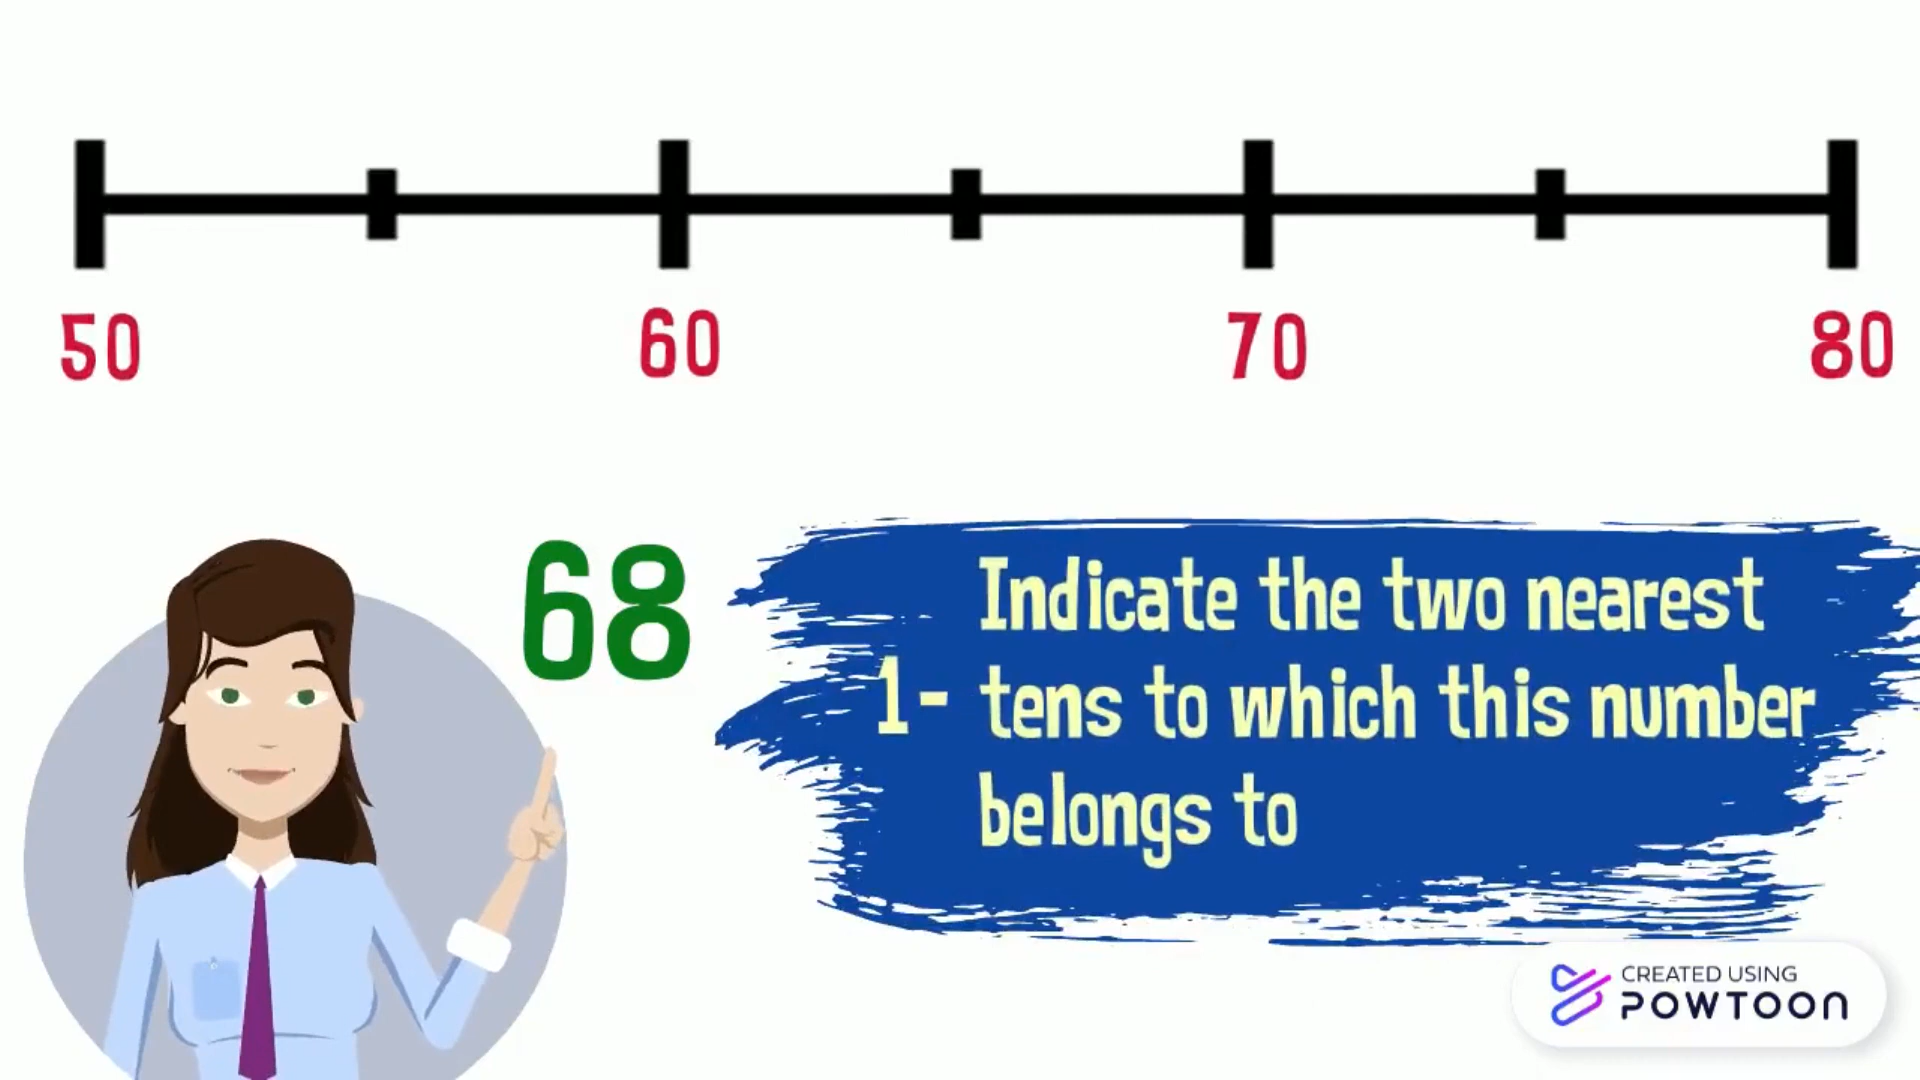 50 60 70 80
68
Indicate the two nearest
1- tens to which this number
belongs to
CREATED USING
POWTOON